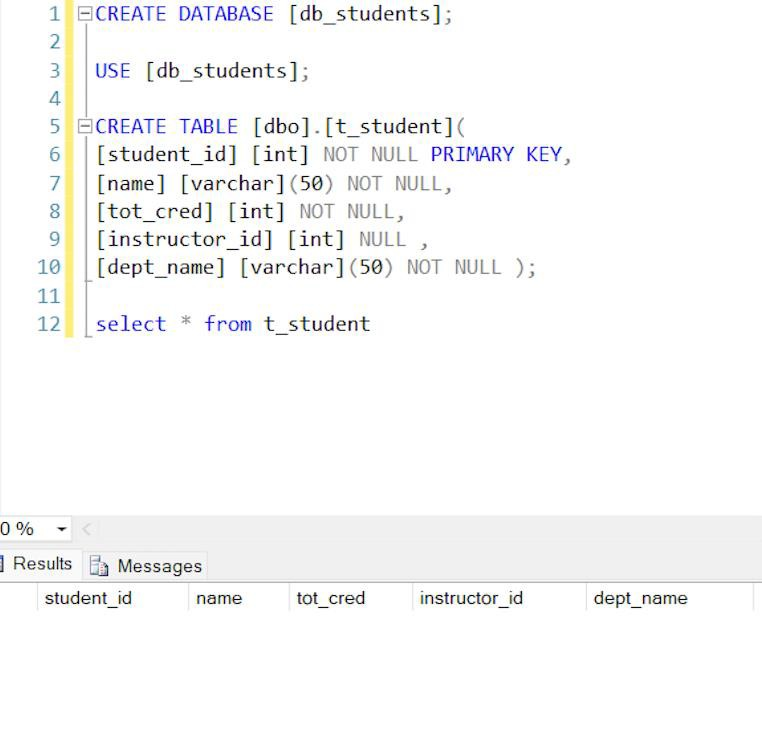 1 CREATE DATABASE [db_students];
2
3 USE [db_students];
4
5 CREATE TABLE [dbo].[t_student](
6 [student_id] [int] NOT NULL PRIMARY KEY,
7 [name] [varchar](50) NOT NULL,
8 [tot_cred] [int] NOT NULL,
9 [instructor_id] [int] NULL ,
10 [dept_name] [varchar](50) NOT NULL );
11
12 select * from t_student
0 %
Results Messages
student_id name tot_cred instructor_id dept_name